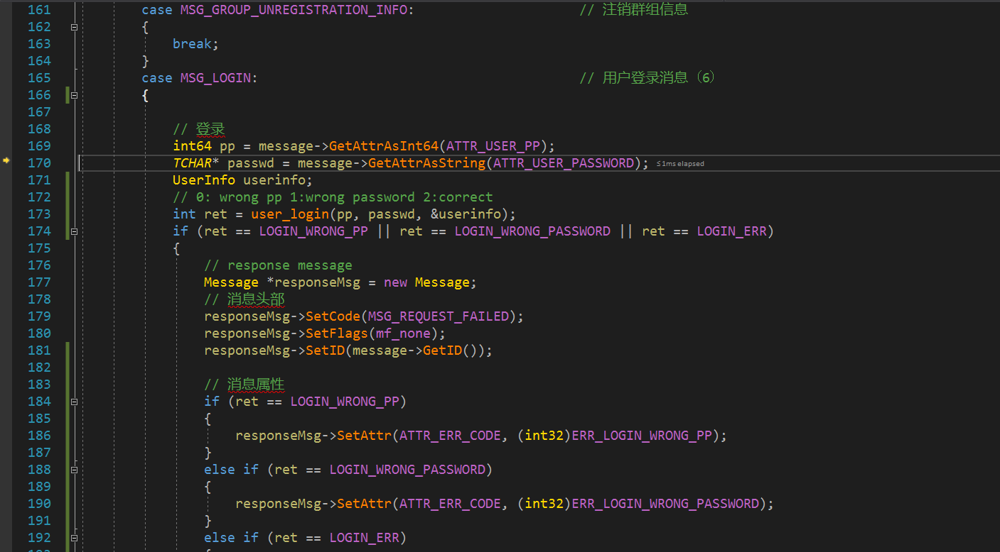 161 case MSG_GROUP_UNREGISTRATION_INFO: // 注销群组信息
162 {
163 break;
164 }
165 case MSG_LOGIN: // 用户登录消息（6）
166 {
167
168 // 登录
169 int64 pp = message->GetAttrAsInt64(ATTR_USER_PP);
170 TCHAR* passwd = message->GetAttrAsString(ATTR_USER_PASSWORD); ≤1ms elapsed
171 UserInfo userinfo;
172 // 0: wrong pp 1:wrong password 2:correct
173 int ret = user_login(pp, passwd, &userinfo);
174 if (ret == LOGIN_WRONG_PP || ret == LOGIN_WRONG_PASSWORD || ret == LOGIN_ERR)
175 {
176 // response message
177 Message *responseMsg = new Message;
178 // 消息头部
179 responseMsg->SetCode(MSG_REQUEST_FAILED);
180 responseMsg->SetFlags(mf_none);
181 responseMsg->SetID(message->GetID());
182
183 // 消息属性
184 if (ret == LOGIN_WRONG_PP)
185 {
186 responseMsg->SetAttr(ATTR_ERR_CODE, (int32)ERR_LOGIN_WRONG_PP);
187 }
188 else if (ret == LOGIN_WRONG_PASSWORD)
189 {
190 responseMsg->SetAttr(ATTR_ERR_CODE, (int32)ERR_LOGIN_WRONG_PASSWORD);
191 }
192 else if (ret == LOGIN_ERR)